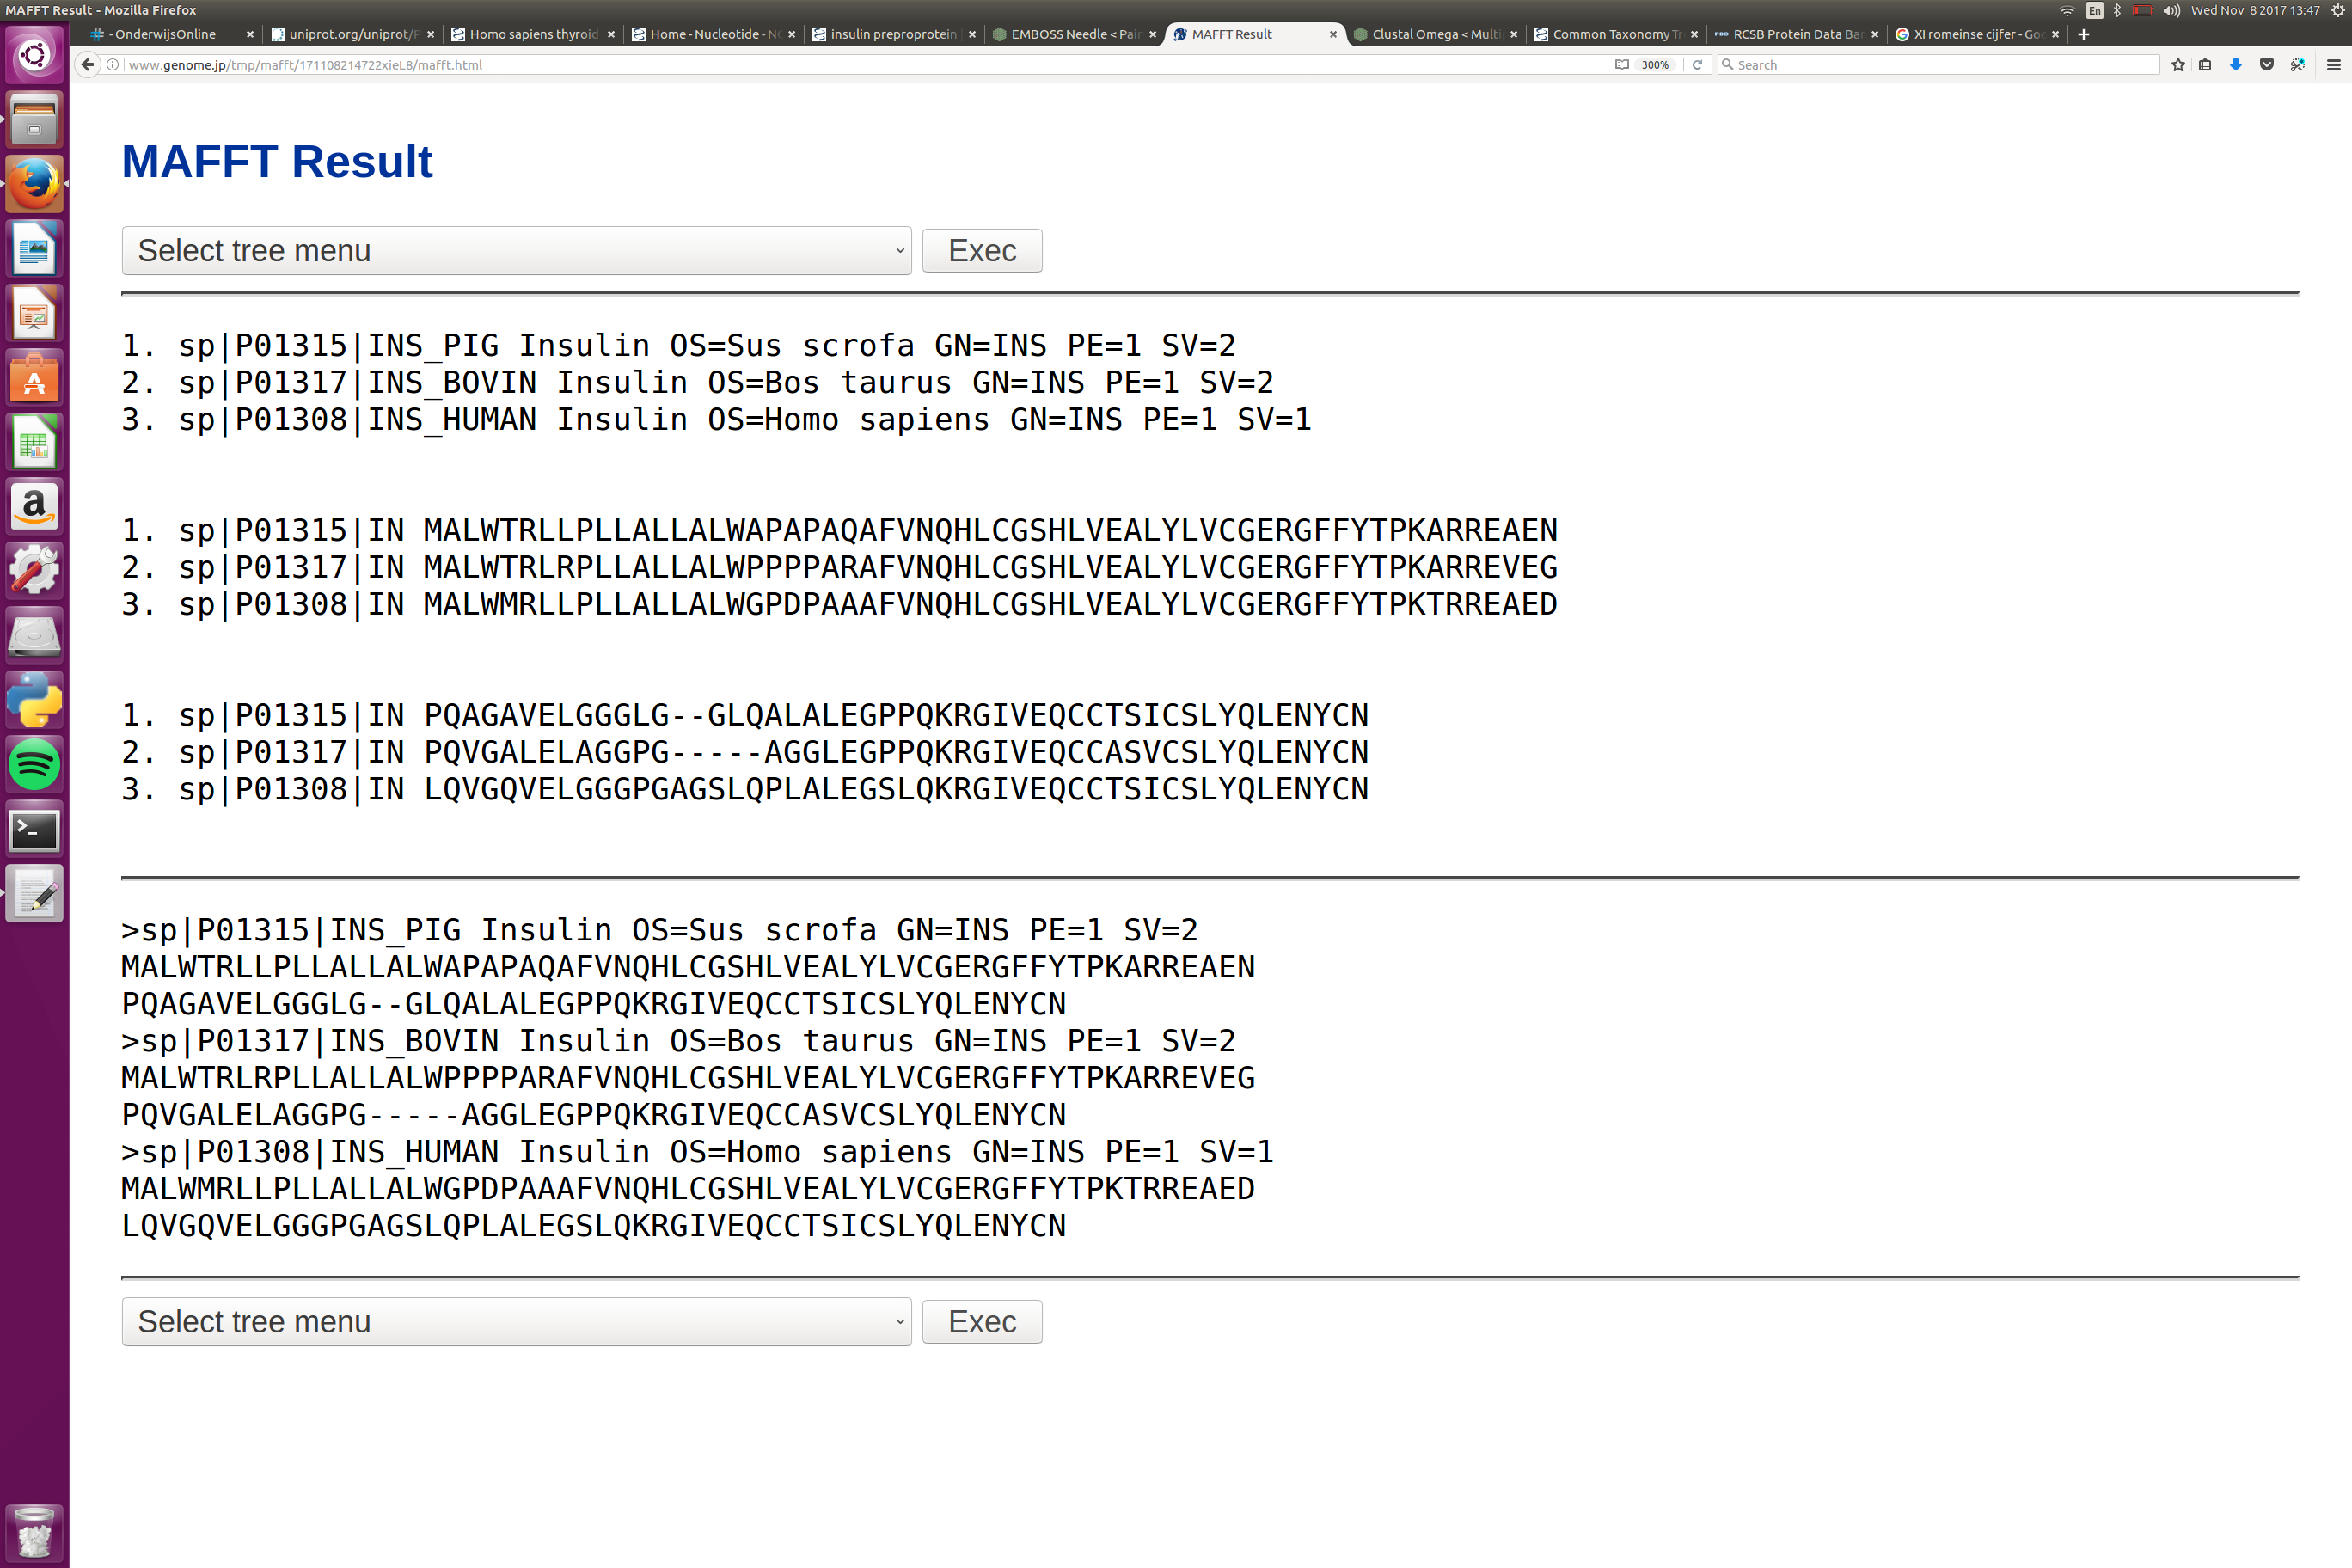 MAFFT Result - Mozilla Firefox
En
Wed Nov 8 2017 13:47
- OnderwijsOnline
uniprot.org/uniprot/P
Homo sapiens thyroid
Home - Nucleotide - NC
insulin preproprotein
EMBOSS Needle < Pair
MAFFT Result
Clustal Omega < Multi
Common Taxonomy Tr
RCSB Protein Data Ban
XI romeinse cijfer - Goo
www.genome.jp/tmp/mafft/171108214722xieL8/mafft.html
300%
Search
MAFFT Result
Select tree menu
Exec
1. sp|P01315|INS_PIG Insulin OS=Sus scrofa GN=INS PE=1 SV=2
2. sp|P01317|INS_BOVIN Insulin OS=Bos taurus GN=INS PE=1 SV=2
3. sp|P01308|INS_HUMAN Insulin OS=Homo sapiens GN=INS PE=1 SV=1
1. sp|P01315|IN MALWTRLLPLLALLALWAPAPAQAFVNQHLCGSHLVEALYLVCGERGFFYTPKARREAEN
2. sp|P01317|IN MALWTRLRPLLALLALWPPPPARAFVNQHLCGSHLVEALYLVCGERGFFYTPKARREVEG
3. sp|P01308|IN MALWMRLLPLLALLALWGPDPAAAFVNQHLCGSHLVEALYLVCGERGFFYTPKTRREAED
1. sp|P01315|IN PQAGAVELGGGLG--GLQALALEGPPQKRGIVEQCCTSICSLYQLENYCN
2. sp|P01317|IN PQVGALELAGGPG-----AGGLEGPPQKRGIVEQCCASVCSLYQLENYCN
3. sp|P01308|IN LQVGQVELGGGPGAGSLQPLALEGSLQKRGIVEQCCTSICSLYQLENYCN
>sp|P01315|INS_PIG Insulin OS=Sus scrofa GN=INS PE=1 SV=2
MALWTRLLPLLALLALWAPAPAQAFVNQHLCGSHLVEALYLVCGERGFFYTPKARREAEN
PQAGAVELGGGLG--GLQALALEGPPQKRGIVEQCCTSICSLYQLENYCN
>sp|P01317|INS_BOVIN Insulin OS=Bos taurus GN=INS PE=1 SV=2
MALWTRLRPLLALLALWPPPPARAFVNQHLCGSHLVEALYLVCGERGFFYTPKARREVEG
PQVGALELAGGPG-----AGGLEGPPQKRGIVEQCCASVCSLYQLENYCN
>sp|P01308|INS_HUMAN Insulin OS=Homo sapiens GN=INS PE=1 SV=1
MALWMRLLPLLALLALWGPDPAAAFVNQHLCGSHLVEALYLVCGERGFFYTPKTRREAED
LQVGQVELGGGPGAGSLQPLALEGSLQKRGIVEQCCTSICSLYQLENYCN
Select tree menu
Exec